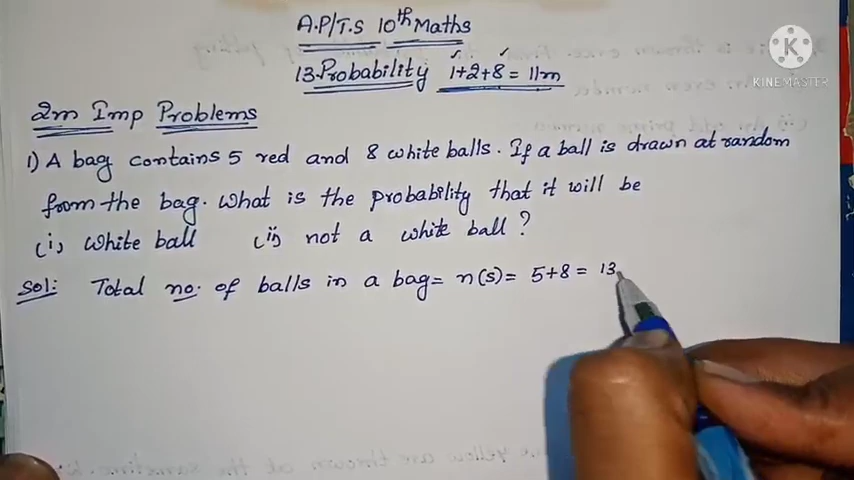 A.P/T.S 10th Maths
13.Probability 1+2+8 = 11m
KINEMASTER
2m Imp Problems
1) A bag contains 5 red and 8 white balls. If a ball is drawn at random
from the bag. What is the probability that it will be
(i) white ball (ii) not a white ball?
Sol: Total no. of balls in a bag = n(s) = 5+8 = 13